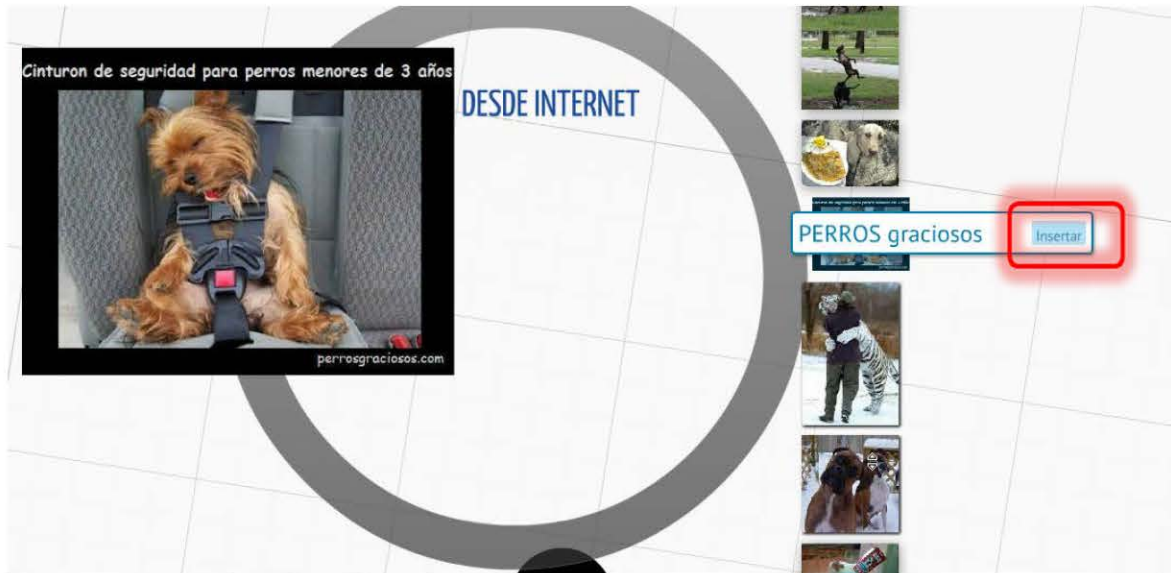 Cinturon de seguridad para perros menores de 3 años
DESDE INTERNET
PERROS graciosos
Insertar
perrosgraciosos.com